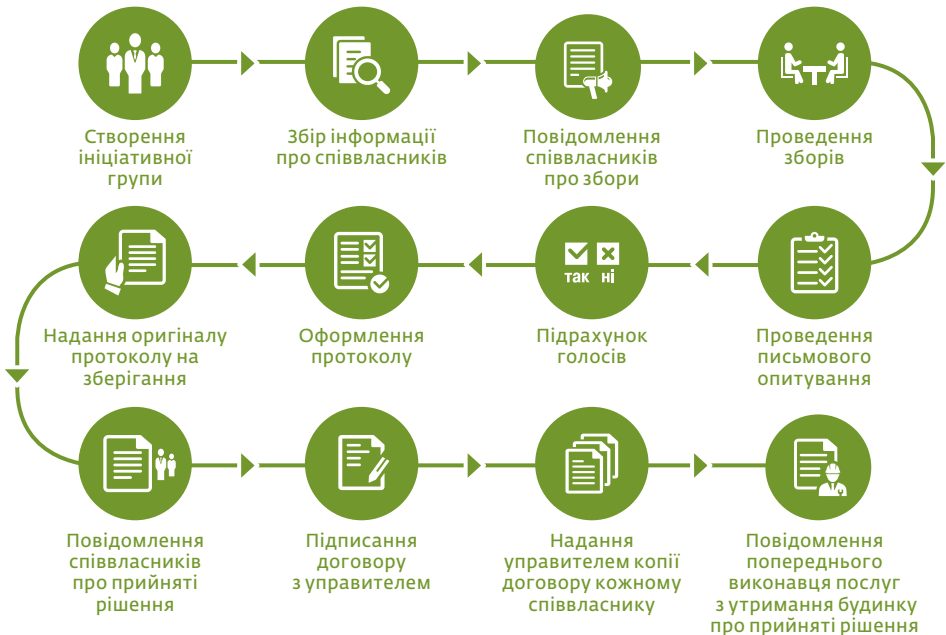 Створення
ініціативної
групи
Збір інформації
про співвласників
Повідомлення
співвласників
про збори
Проведення
зборів
Надання оригіналу
протоколу на
зберігання
Оформлення
протоколу
так ні
Підрахунок
голосів
Проведення
письмового
опитування
Повідомлення
співвласників
про прийняті
рішення
Підписання
договору
з управителем
Надання
управителем копії
договору кожному
співвласнику
Повідомлення
попереднього
виконавця послуг
з утримання будинку
про прийняті рішення